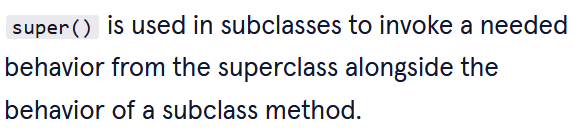 super() is used in subclasses to invoke a needed
behavior from the superclass alongside the
behavior of a subclass method.